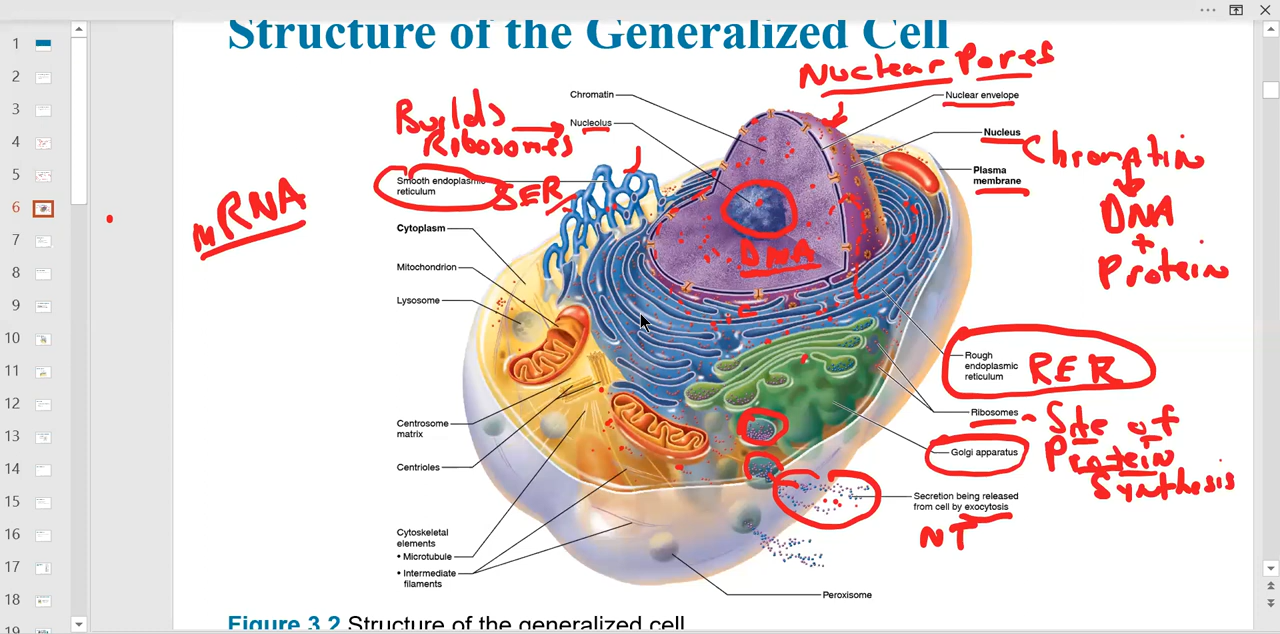 Structure of the Generalized Cell
1
2
3
4
5
6
7
8
9
10
11
12
13
14
15
16
17
18
19
Nuclear Pores
Chromatin
Nuclear envelope
Builds
Ribosomes
Nucleolus
Nucleus
Chromatin
DNA
+
Protein
Plasma
membrane
Smooth endoplasmic
reticulum
SER
mRNA
Cytoplasm
DNA
Mitochondrion
Lysosome
Rough
endoplasmic
reticulum
RER
Ribosomes
Site of
Protein
Synthesis
Centrosome
matrix
Golgi apparatus
Centrioles
Secretion being released
from cell by exocytosis
NT
Cytoskeletal
elements
• Microtubule
• Intermediate
filaments
Peroxisome
Figure 3.2 Structure of the generalized cell